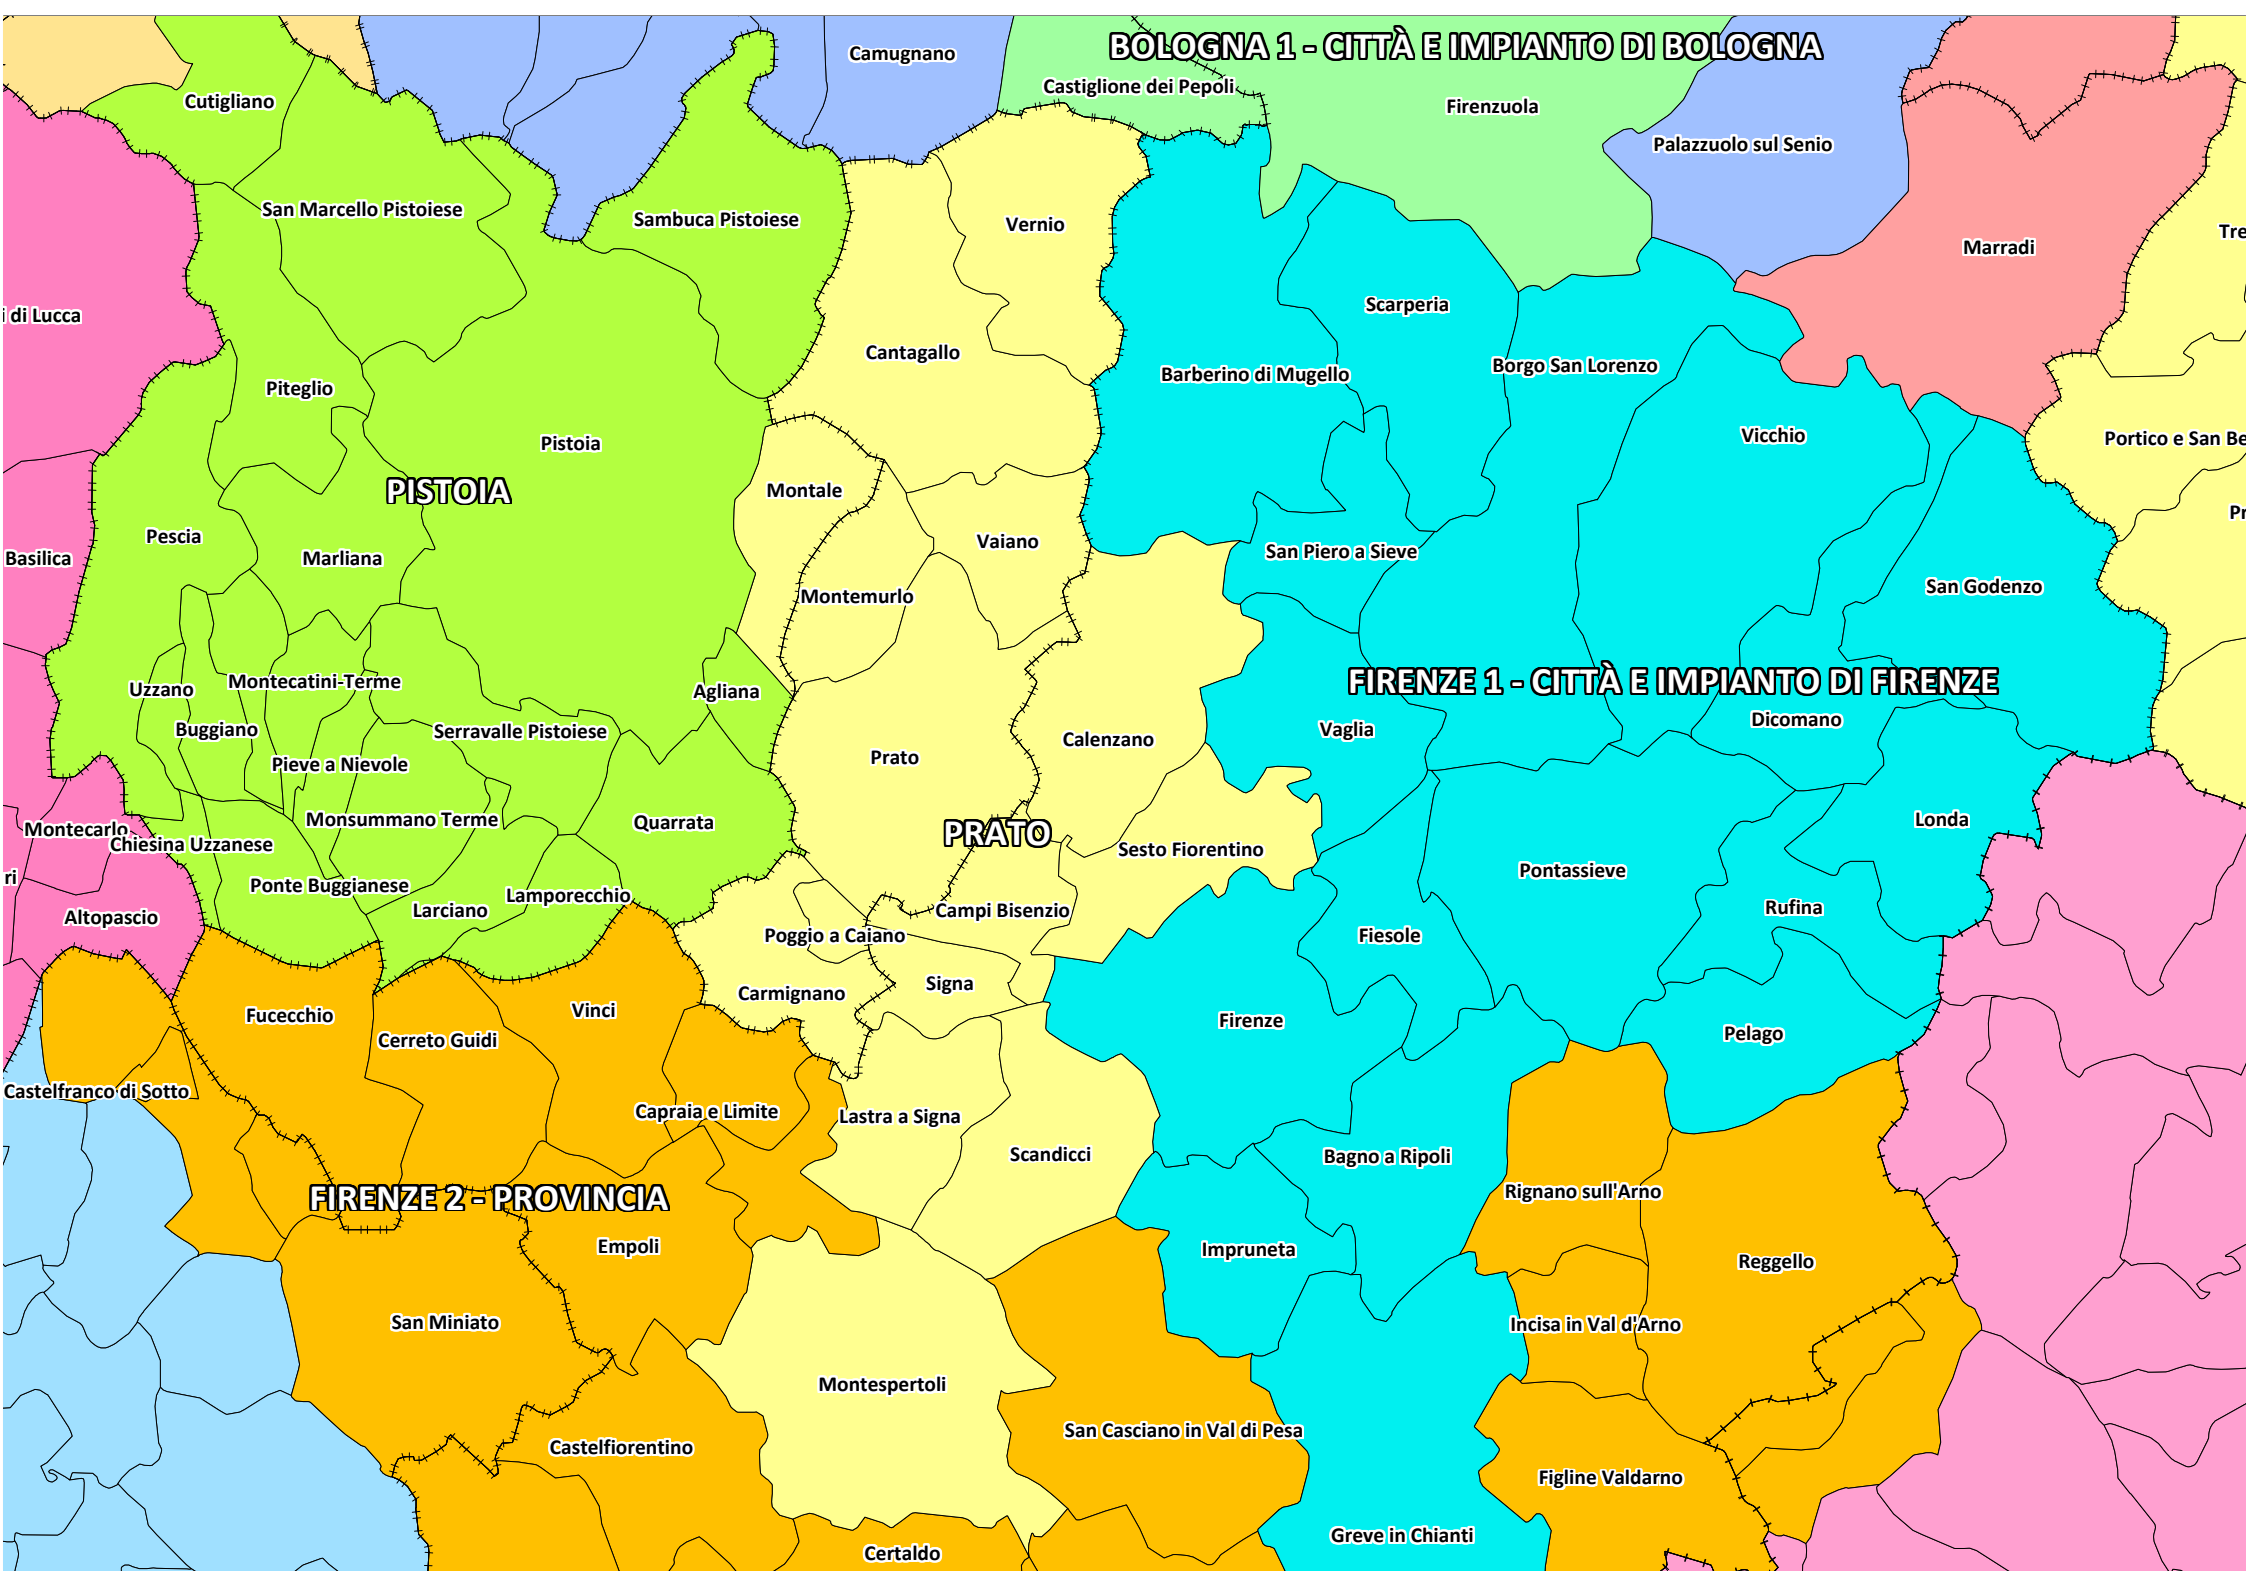 BOLOGNA 1 - CITTÀ E IMPIANTO DI BOLOGNA
Camugnano
Castiglione dei Pepoli
Cutigliano
Firenzuola
Palazzuolo sul Senio
San Marcello Pistoiese
Sambuca Pistoiese
Vernio
Tre
Marradi
i di Lucca
Scarperia
Cantagallo
Borgo San Lorenzo
Barberino di Mugello
Piteglio
Vicchio
Portico e San Be
Pistoia
PISTOIA
Montale
Pr
Pescia
Vaiano
San Piero a Sieve
Basilica
Marliana
San Godenzo
Montemurlo
FIRENZE 1 - CITTÀ E IMPIANTO DI FIRENZE
Montecatini-Terme
Uzzano
Agliana
Dicomano
Buggiano
Serravalle Pistoiese
Vaglia
Calenzano
Prato
Pieve a Nievole
Monsummano Terme
Quarrata
Londa
Montecarlo
PRATO
Chiesina Uzzanese
Sesto Fiorentino
Pontassieve
ri
Ponte Buggianese
Lamporecchio
Rufina
Larciano
Campi Bisenzio
Altopascio
Poggio a Caiano
Fiesole
Signa
Carmignano
Vinci
Fucecchio
Firenze
Pelago
Cerreto Guidi
Castelfranco di Sotto
Capraia e Limite
Lastra a Signa
Scandicci
Bagno a Ripoli
Rignano sull'Arno
FIRENZE 2 - PROVINCIA
Empoli
Impruneta
Reggello
San Miniato
Incisa in Val d'Arno
Montespertoli
San Casciano in Val di Pesa
Castelfiorentino
Figline Valdarno
Greve in Chianti
Certaldo